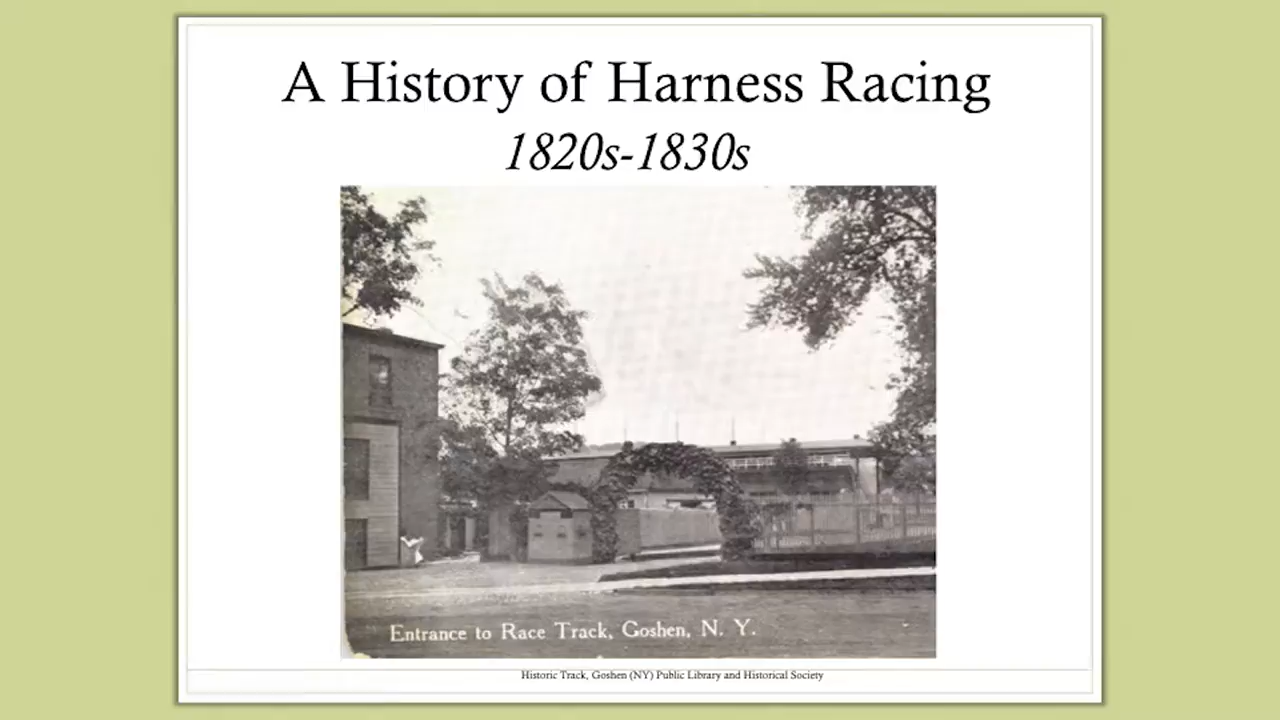 A History of Harness Racing
1820s-1830s
Entrance to Race Track, Goshen, N. Y.
Historic Track, Goshen (NY) Public Library and Historical Society